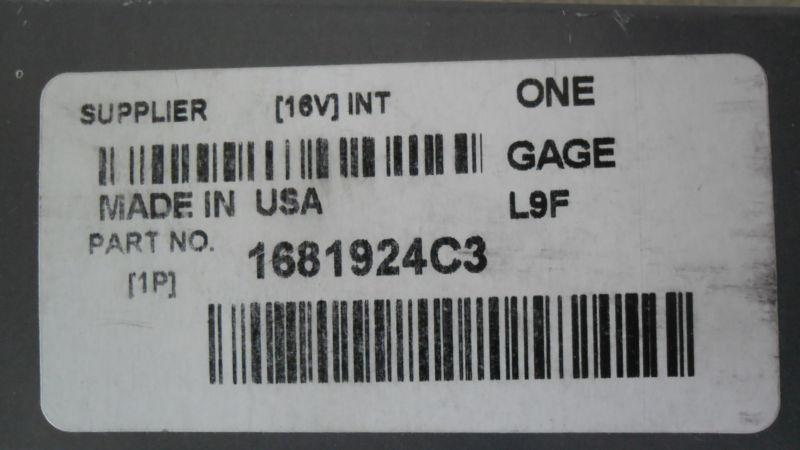 SUPPLIER [16V] INT ONE
GAGE
MADE IN USA L9F
PART NO. 1681924C3
[1P]